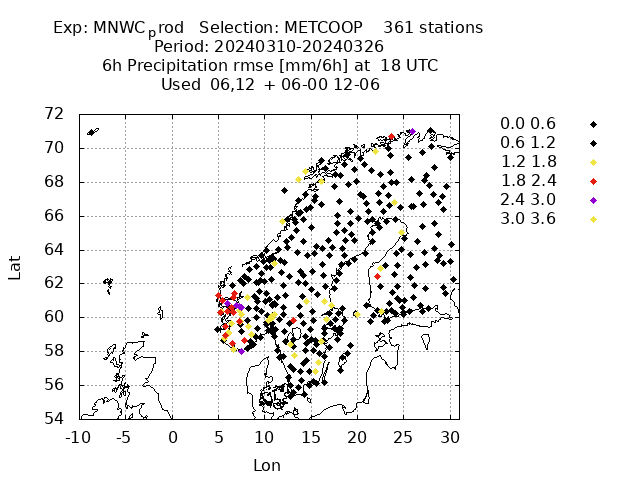 Exp: MNWCprod   Selection: METCOOP    361 stations
Period: 20240310-20240326
6h Precipitation rmse [mm/6h] at  18 UTC
Used  06,12  + 06-00 12-06
72
70
68
66
64
62
60
58
56
54
Lat
-10 -5 0 5 10 15 20 25 30
Lon
0.0 0.6
0.6 1.2
1.2 1.8
1.8 2.4
2.4 3.0
3.0 3.6